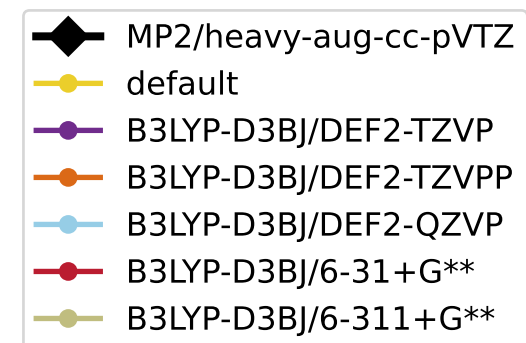 MP2/heavy-aug-cc-pVTZ
default
B3LYP-D3BJ/DEF2-TZVP
B3LYP-D3BJ/DEF2-TZVPP
B3LYP-D3BJ/DEF2-QZVP
B3LYP-D3BJ/6-31+G**
B3LYP-D3BJ/6-311+G**